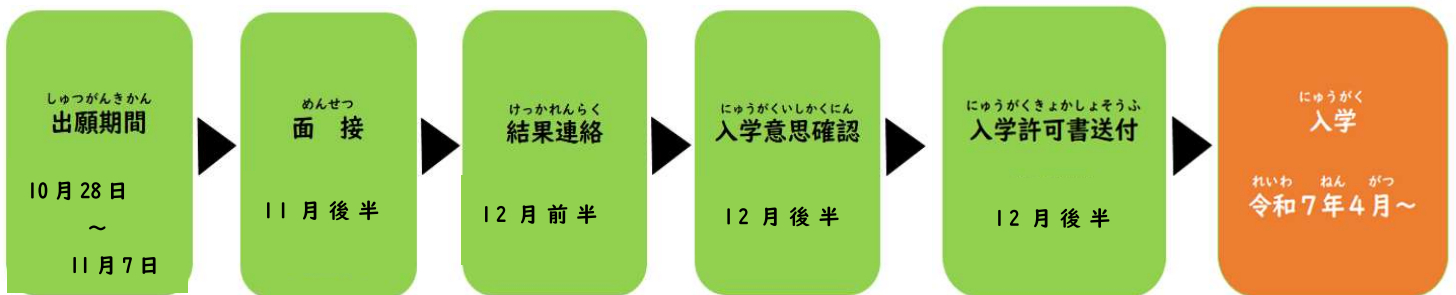 しゅつがんきかん
出願期間
10月28日
～
11月7日
めんせつ
面　接
11月後半
けっかれんらく
結果連絡
12月前半
にゅうがくいしかくにん
入学意思確認
12月後半
にゅうがくきょかしょそうふ
入学許可書送付
12月後半
にゅうがく
入学
れいわ　ねん　がつ
令和7年4月～